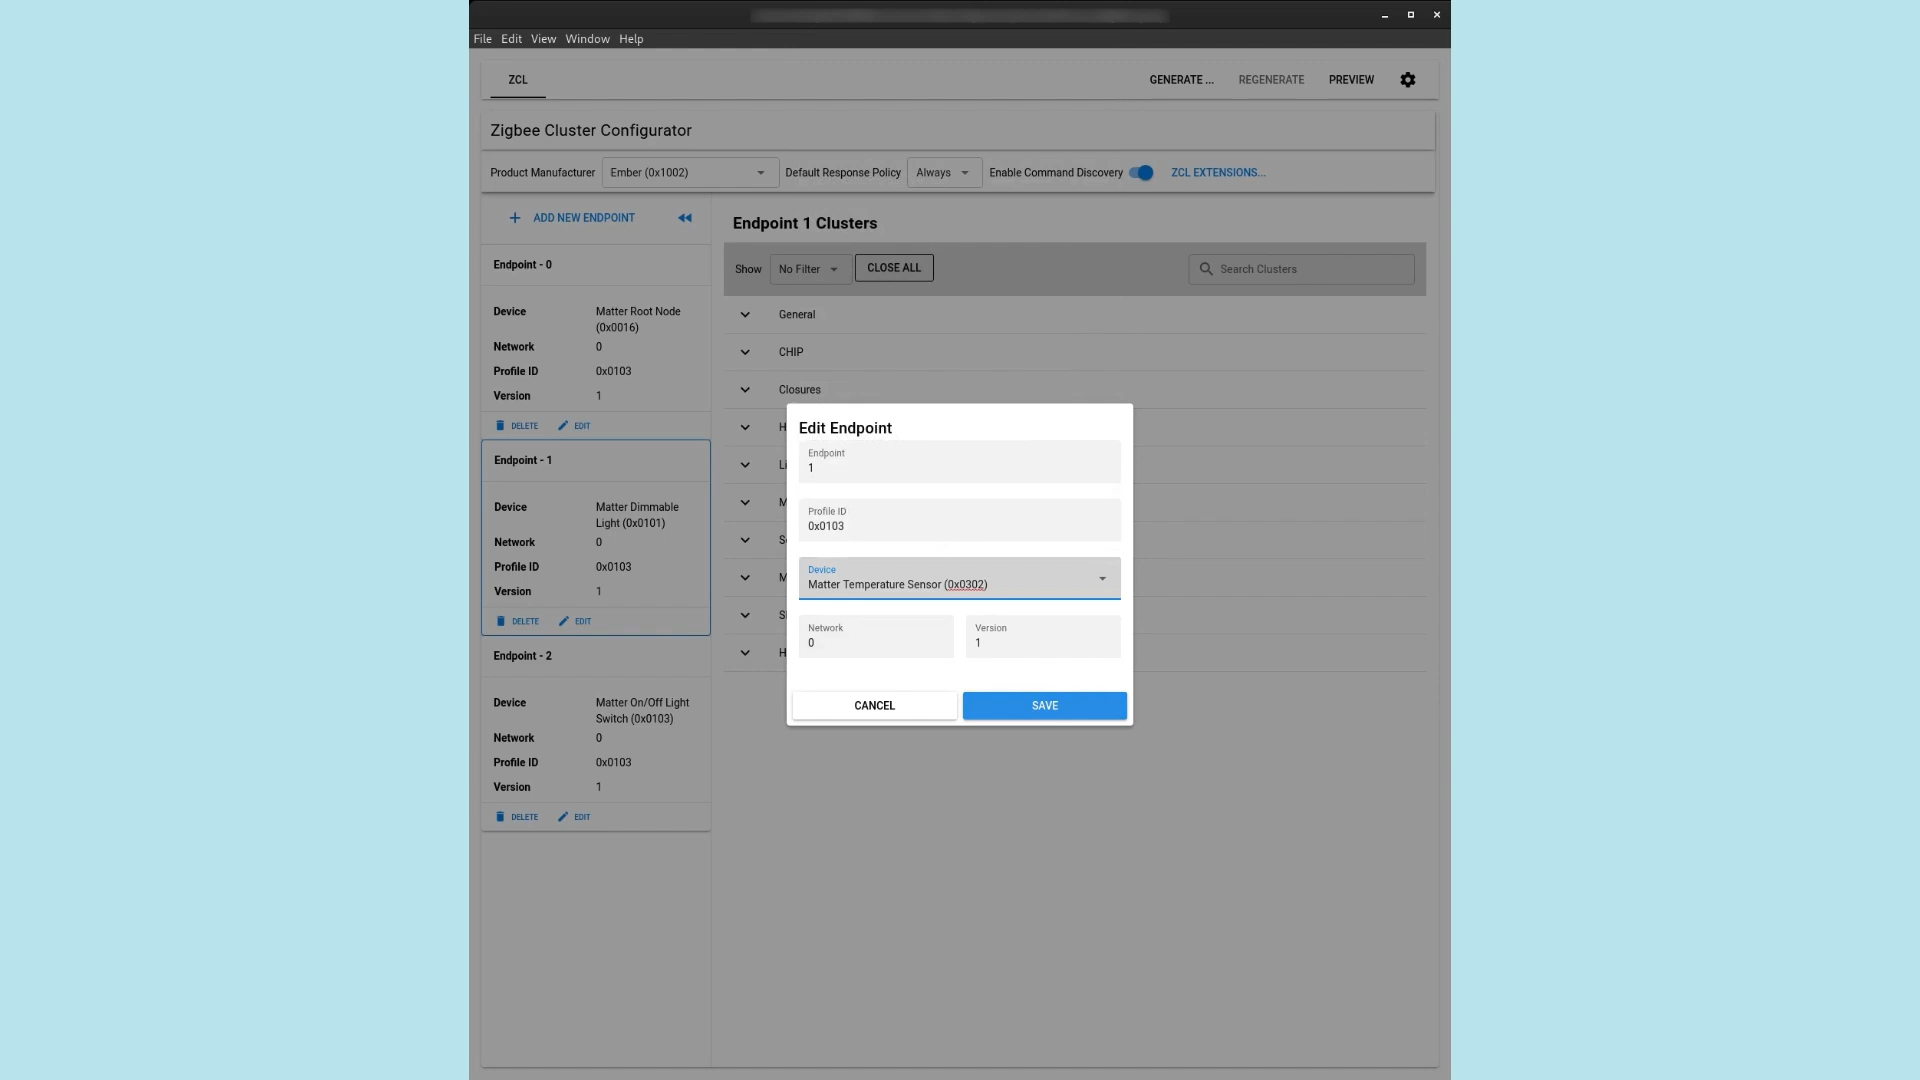 File Edit View Window Help
ZCL
GENERATE ... REGENERATE PREVIEW
Zigbee Cluster Configurator
Product Manufacturer Ember (0x1002) Default Response Policy Always Enable Command Discovery ZCL EXTENSIONS...
ADD NEW ENDPOINT
Endpoint - 0
Device Matter Root Node
(0x0016)
Network 0
Profile ID 0x0103
Version 1
DELETE EDIT
Endpoint - 1
Device Matter Dimmable
Light (0x0101)
Network 0
Profile ID 0x0103
Version 1
DELETE EDIT
Endpoint - 2
Device Matter On/Off Light
Switch (0x0103)
Network 0
Profile ID 0x0103
Version 1
DELETE EDIT
Endpoint 1 Clusters
Show No Filter CLOSE ALL Search Clusters
General
CHIP
Closures
Edit Endpoint
Endpoint
1
Profile ID
0x0103
Device
Matter Temperature Sensor (0x0302)
Network
0
Version
1
CANCEL SAVE